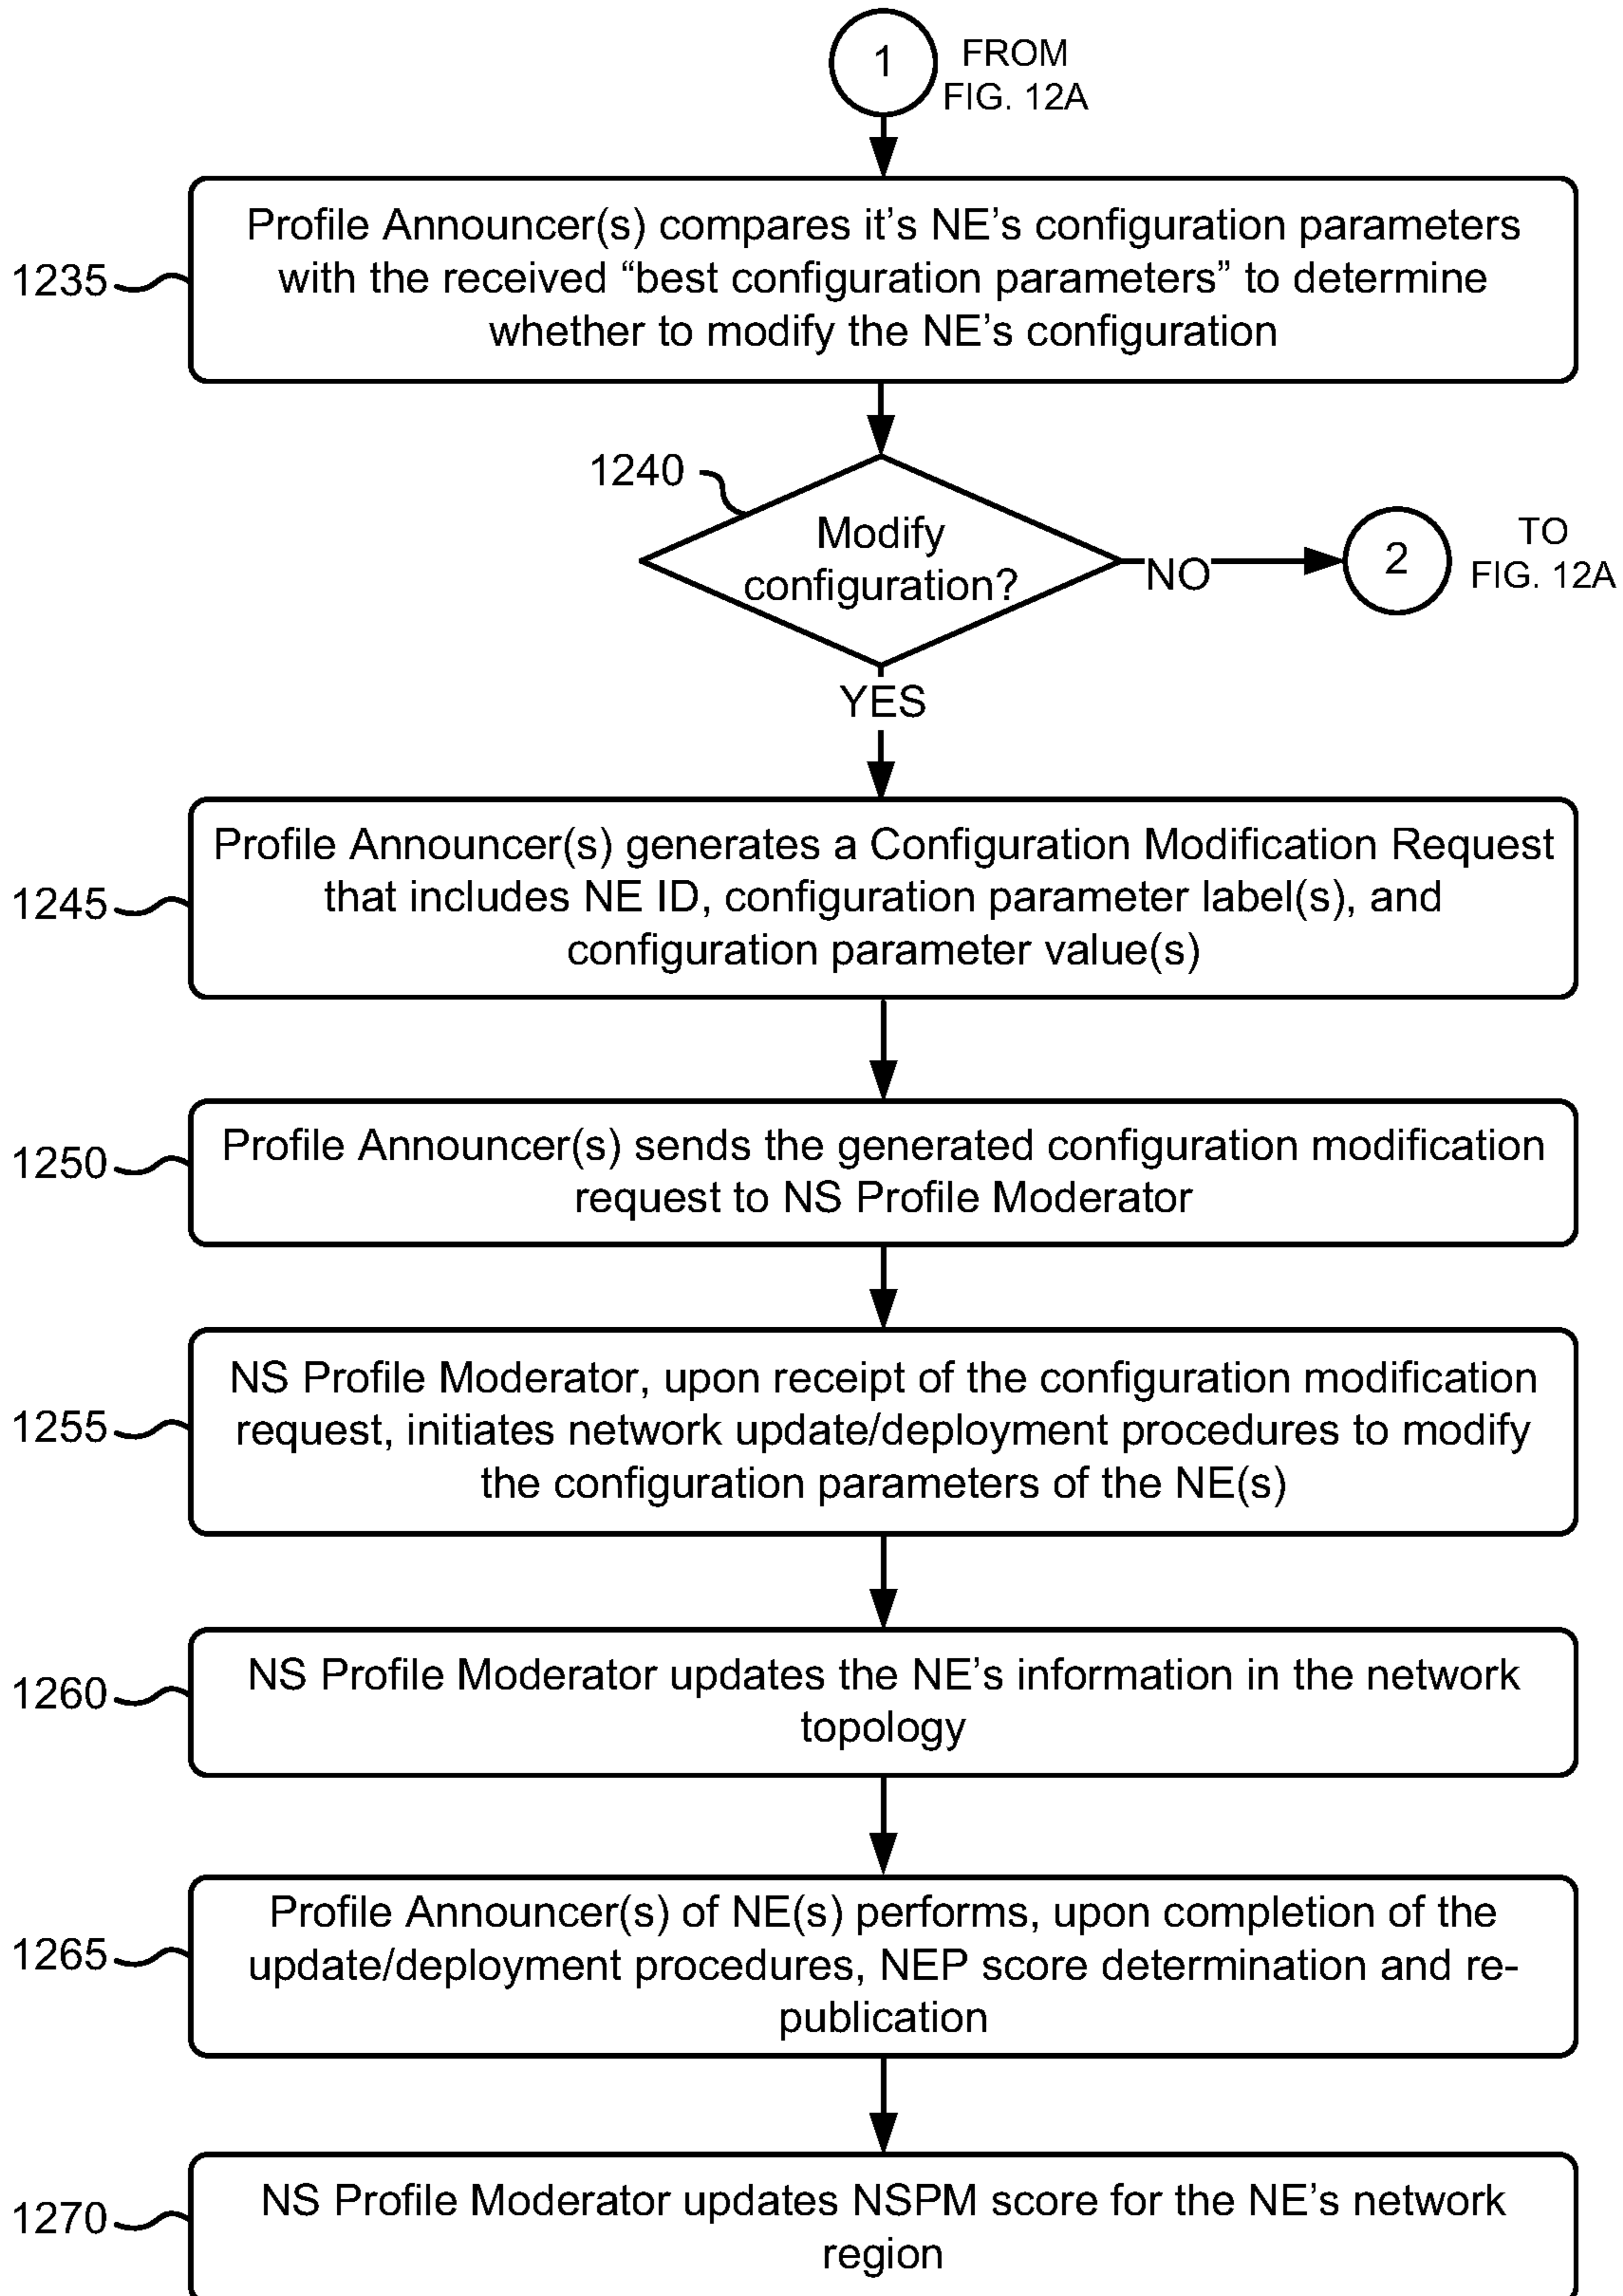 1
FROM
FIG. 12A
1235
Profile Announcer(s) compares it's NE's configuration parameters
with the received “best configuration parameters” to determine
whether to modify the NE’s configuration
1240
Modify
configuration?
NO
2
TO
FIG. 12A
YES
1245
Profile Announcer(s) generates a Configuration Modification Request
that includes NE ID, configuration parameter label(s), and
configuration parameter value(s)
1250
Profile Announcer(s) sends the generated configuration modification
request to NS Profile Moderator
1255
NS Profile Moderator, upon receipt of the configuration modification
request, initiates network update/deployment procedures to modify
the configuration parameters of the NE(s)
1260
NS Profile Moderator updates the NE’s information in the network
topology
1265
Profile Announcer(s) of NE(s) performs, upon completion of the
update/deployment procedures, NEP score determination and re-
publication
1270
NS Profile Moderator updates NSPM score for the NE’s network
region